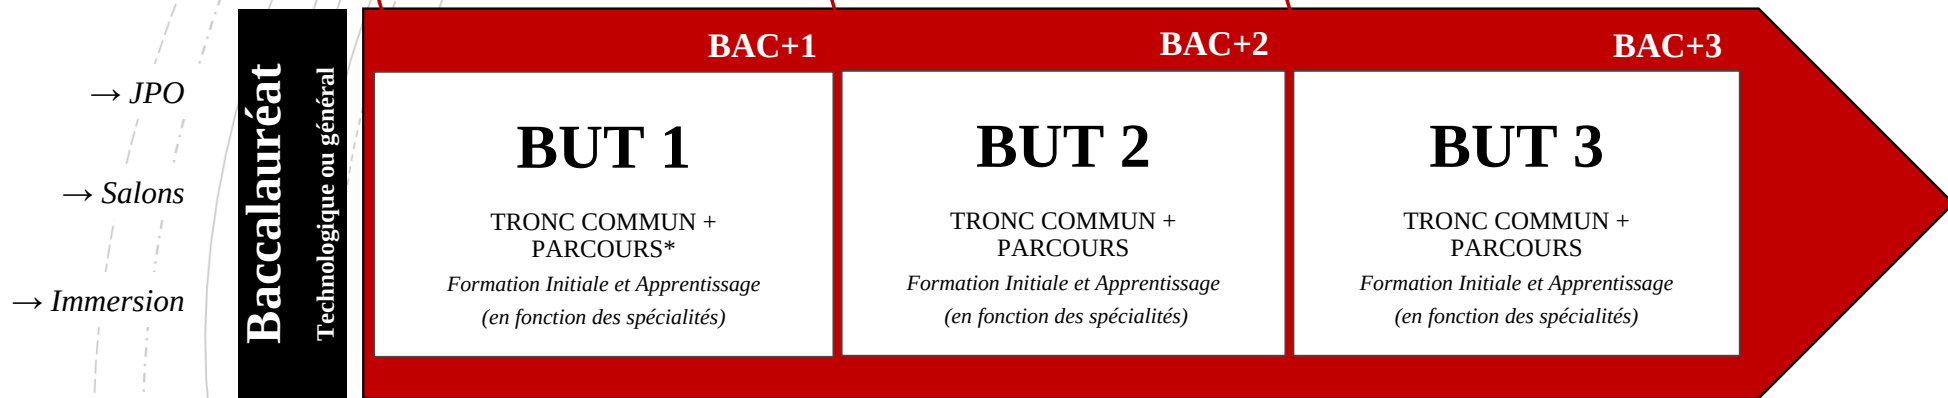 → JPO
→ Salons
→ Immersion
Baccalauréat
Technologique ou général
BAC+1
BUT 1
TRONC COMMUN +
PARCOURS*
Formation Initiale et Apprentissage
(en fonction des spécialités)
BAC+2
BUT 2
TRONC COMMUN +
PARCOURS
Formation Initiale et Apprentissage
(en fonction des spécialités)
BAC+3
BUT 3
TRONC COMMUN +
PARCOURS
Formation Initiale et Apprentissage
(en fonction des spécialités)